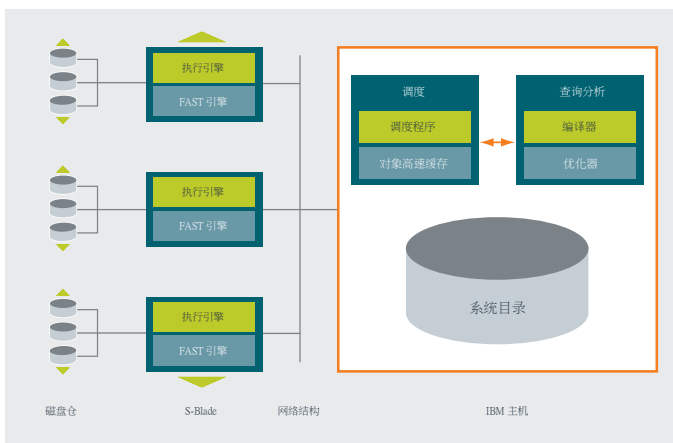 执行引擎
FAST 引擎
执行引擎
FAST 引擎
执行引擎
FAST 引擎
调度
调度程序
对象高速缓存
查询分析
编译器
优化器
系统目录
磁盘仓
S-Blade
网络结构
IBM 主机